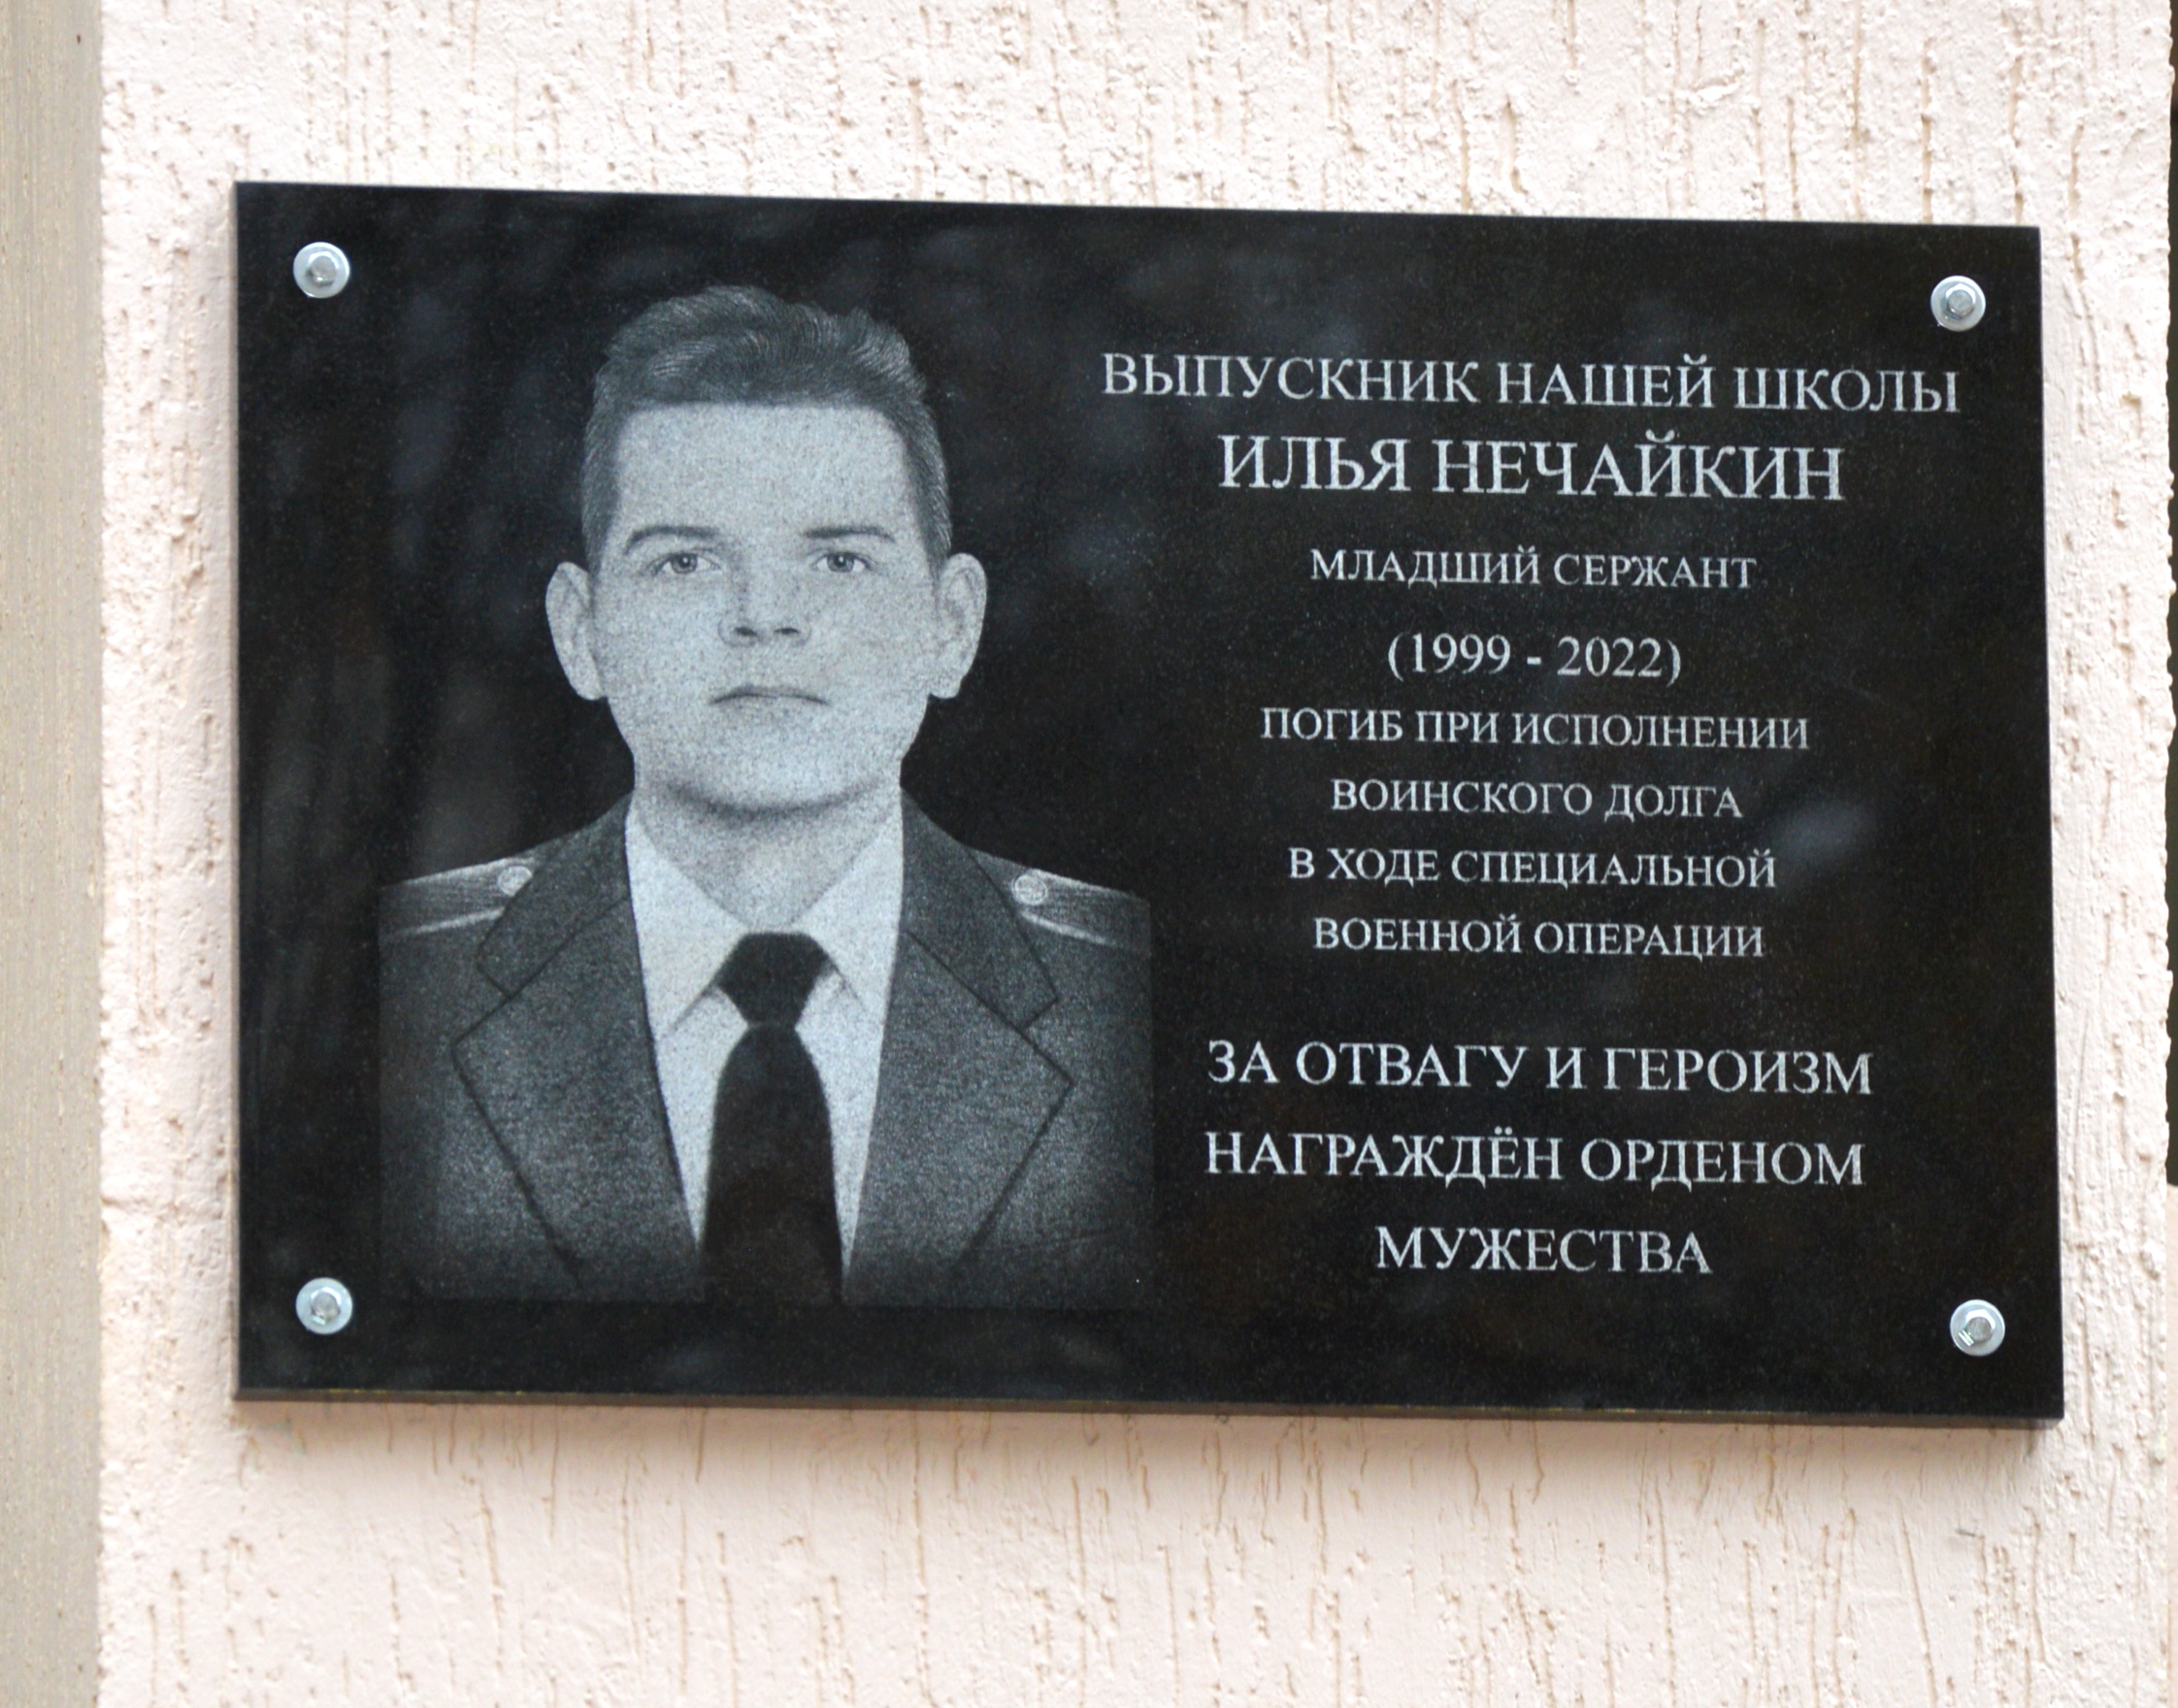 ВЫПУСКНИК НАШЕЙ ШКОЛЫ
ИЛЬЯ НЕЧАЙКИН
МЛАДШИЙ СЕРЖАНТ
(1999 - 2022)
ПОГИБ ПРИ ИСПОЛНЕНИИ
ВОИНСКОГО ДОЛГА
В ХОДЕ СПЕЦИАЛЬНОЙ
ВОЕННОЙ ОПЕРАЦИИ
ЗА ОТВАГУ И ГЕРОИЗМ
НАГРАЖДЁН ОРДЕНОМ
МУЖЕСТВА